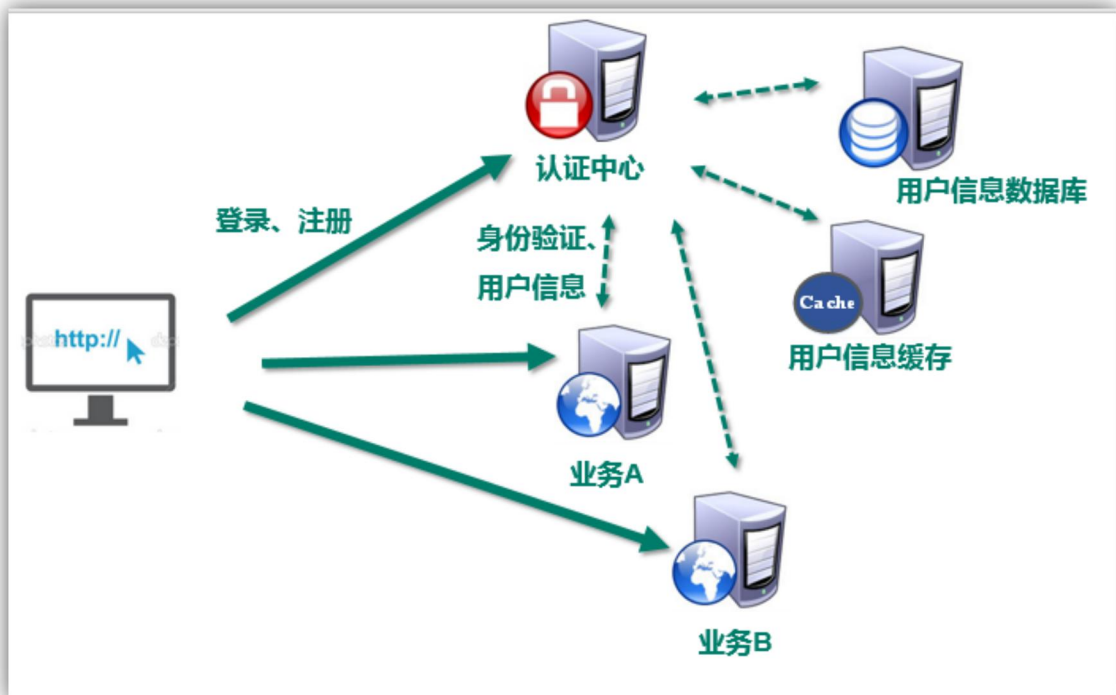 认证中心
用户信息数据库
登录、注册
身份验证、
用户信息
Cache
http://
用户信息缓存
业务A
业务B